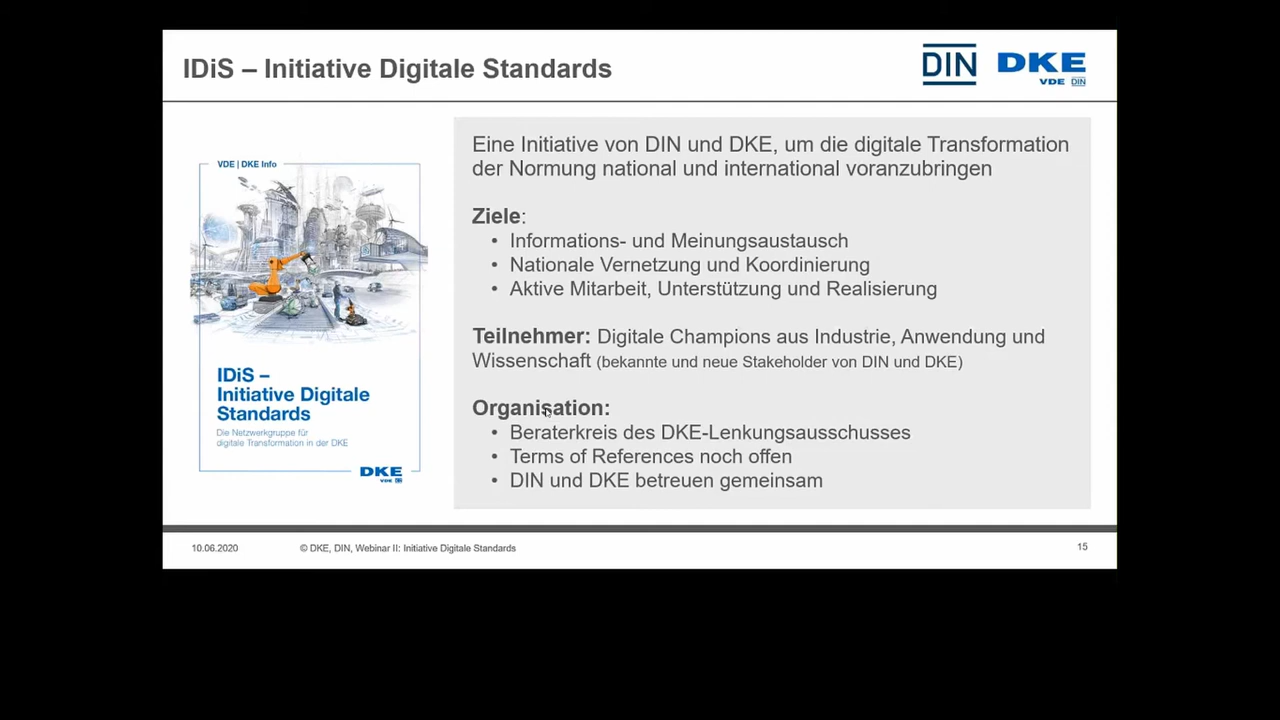 IDiS – Initiative Digitale Standards
DIN
DKE
VDE DIN
VDE | DKE Info
IDiS –
Initiative Digitale
Standards
Die Netzwerkgruppe für
digitale Transformation in der DKE
DKE
VDE
Eine Initiative von DIN und DKE, um die digitale Transformation
der Normung national und international voranzubringen
Ziele:
• Informations- und Meinungsaustausch
• Nationale Vernetzung und Koordinierung
• Aktive Mitarbeit, Unterstützung und Realisierung
Teilnehmer: Digitale Champions aus Industrie, Anwendung und
Wissenschaft (bekannte und neue Stakeholder von DIN und DKE)
Organisation:
• Beraterkreis des DKE-Lenkungsausschusses
• Terms of References noch offen
• DIN und DKE betreuen gemeinsam
10.06.2020
© DKE, DIN, Webinar II: Initiative Digitale Standards
15